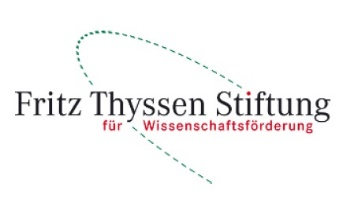 Fritz Thyssen Stiftung
für Wissenschaftsförderung